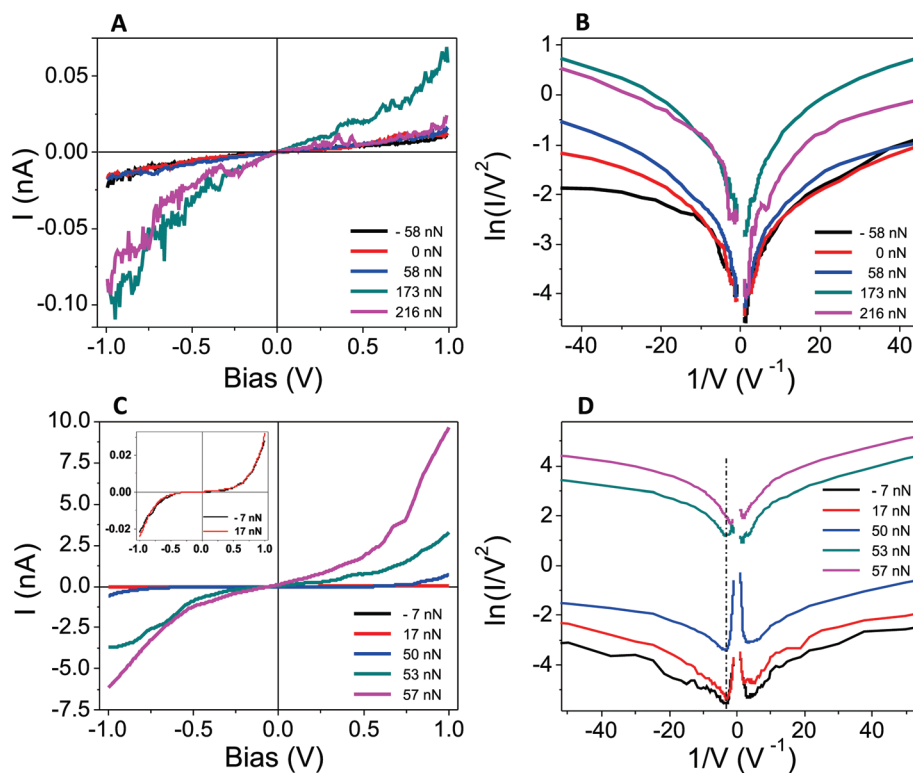 A
I (nA)
0.05
0.00
-0.05
-0.10
-1.0 -0.5 0.0 0.5 1.0
Bias (V)
- 58 nN
0 nN
58 nN
173 nN
216 nN
B
ln(I/V²)
1
0
-1
-2
-3
-4
-40 -20 0 20 40
1/V (V⁻¹)
- 58 nN
0 nN
58 nN
173 nN
216 nN
C
I (nA)
10.0
7.5
5.0
2.5
0.0
-2.5
-5.0
-7.5
-1.0 -0.5 0.0 0.5 1.0
Bias (V)
0.02
0.00
-0.02
-1.0 -0.5 0.0 0.5 1.0
- 7 nN
17 nN
- 7 nN
17 nN
50 nN
53 nN
57 nN
D
ln(I/V²)
4
2
0
-2
-4
-40 -20 0 20 40
1/V (V⁻¹)
- 7 nN
17 nN
50 nN
53 nN
57 nN